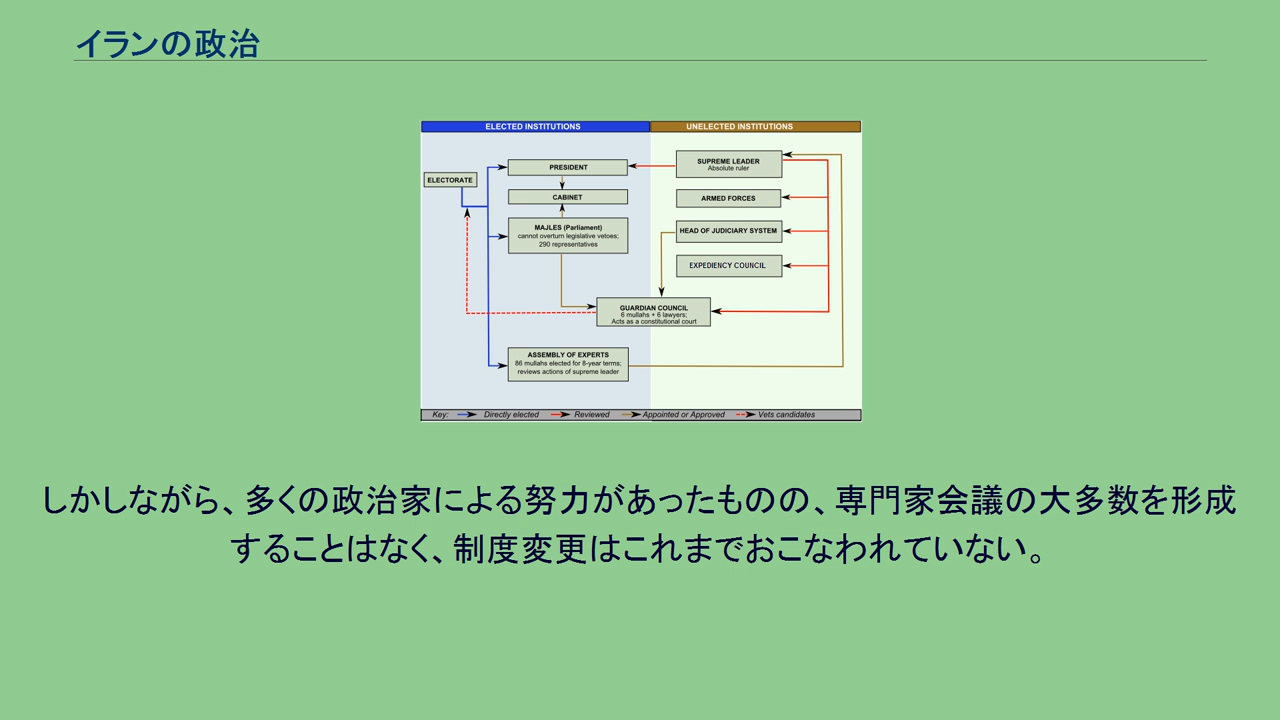 イランの政治
ELECTED INSTITUTIONS
UNELECTED INSTITUTIONS
ELECTORATE
PRESIDENT
CABINET
MAJLES (Parliament)
cannot overturn legislative vetoes;
290 representatives
SUPREME LEADER
Absolute ruler
ARMED FORCES
HEAD OF JUDICIARY SYSTEM
EXPEDIENCY COUNCIL
GUARDIAN COUNCIL
6 mullahs + 6 lawyers;
Acts as a constitutional court
ASSEMBLY OF EXPERTS
86 mullahs elected for 8-year terms;
reviews actions of supreme leader
Key: Directly elected Reviewed Appointed or Approved Vets candidates
しかしながら、多くの政治家による努力があったものの、専門家会議の大多数を形成
することはなく、制度変更はこれまでおこなわれていない。